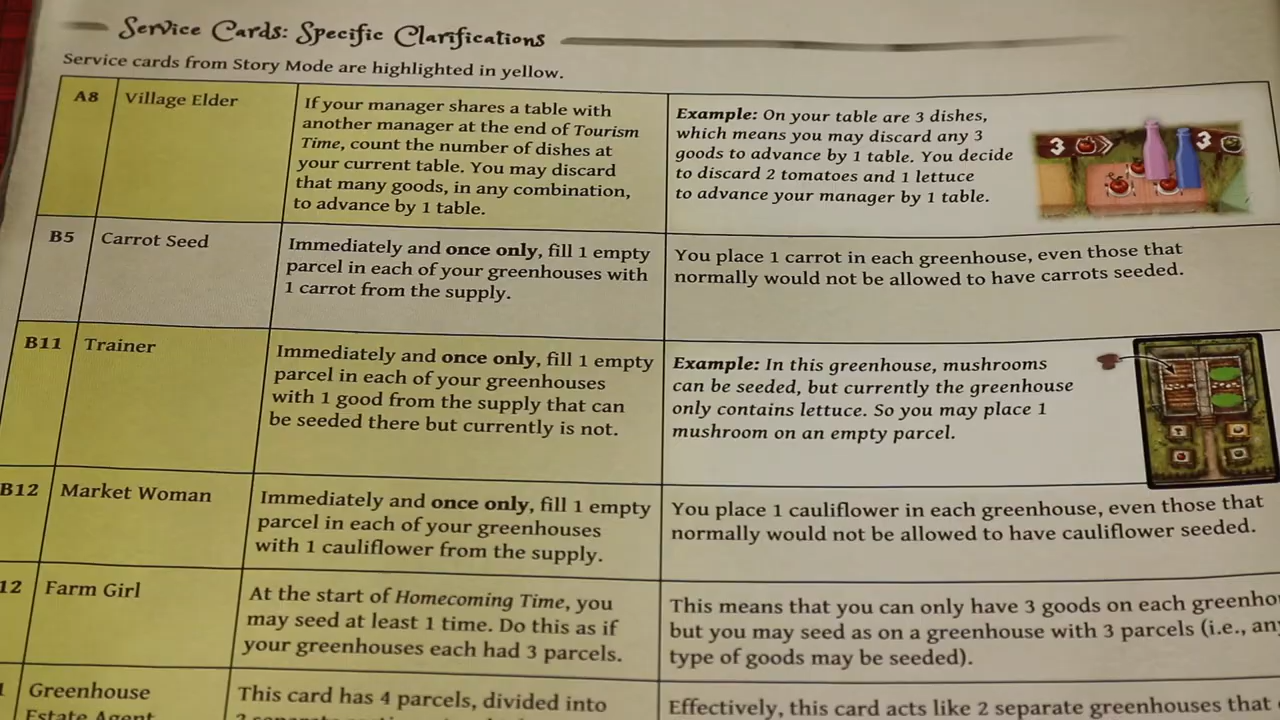 Service Cards: Specific Clarifications
Service cards from Story Mode are highlighted in yellow.
A8
Village Elder
If your manager shares a table with
another manager at the end of Tourism
Time, count the number of dishes at
your current table. You may discard
that many goods, in any combination,
to advance by 1 table.
Example: On your table are 3 dishes,
which means you may discard any 3
goods to advance by 1 table. You decide
to discard 2 tomatoes and 1 lettuce
to advance your manager by 1 table.
3
3
B5
Carrot Seed
Immediately and once only, fill 1 empty
parcel in each of your greenhouses with
1 carrot from the supply.
You place 1 carrot in each greenhouse, even those that
normally would not be allowed to have carrots seeded.
B11
Trainer
Immediately and once only, fill 1 empty
parcel in each of your greenhouses
with 1 good from the supply that can
be seeded there but currently is not.
Example: In this greenhouse, mushrooms
can be seeded, but currently the greenhouse
only contains lettuce. So you may place 1
mushroom on an empty parcel.
B12
Market Woman
Immediately and once only, fill 1 empty
parcel in each of your greenhouses
with 1 cauliflower from the supply.
You place 1 cauliflower in each greenhouse, even those that
normally would not be allowed to have cauliflower seeded.
12
Farm Girl
At the start of Homecoming Time, you
may seed at least 1 time. Do this as if
your greenhouses each had 3 parcels.
This means that you can only have 3 goods on each greenho
but you may seed as on a greenhouse with 3 parcels (i.e., any
type of goods may be seeded).
Greenhouse
Estate Agent
This card has 4 parcels, divided into
Effectively, this card acts like 2 separate greenhouses that